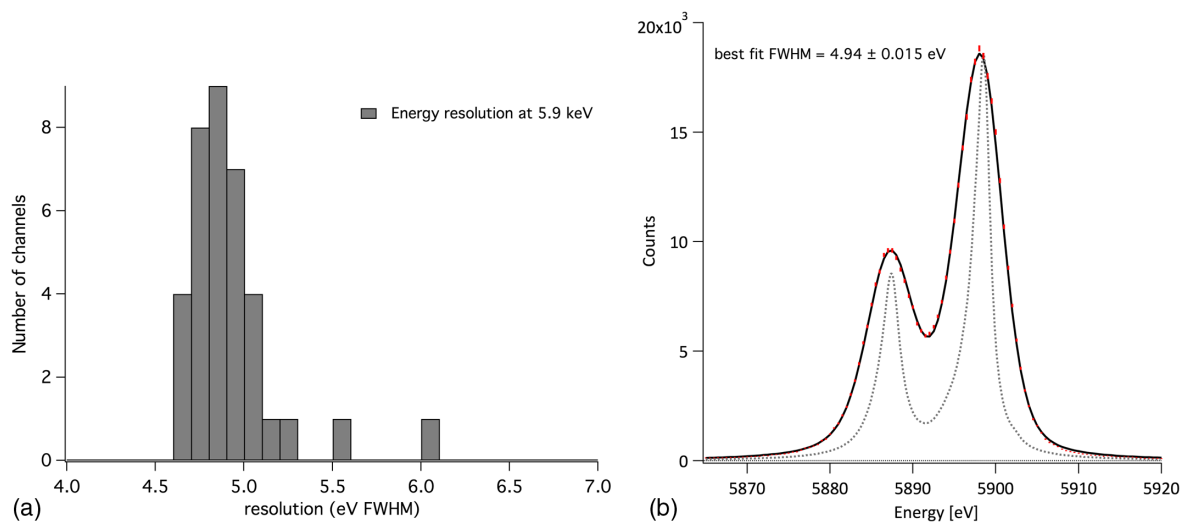 8
6
4
2
0
Number of channels
Energy resolution at 5.9 keV
4.0 4.5 5.0 5.5 6.0 6.5 7.0
resolution (eV FWHM)
(a)
20x10³
15
10
5
0
Counts
best fit FWHM = 4.94 ± 0.015 eV
5870 5880 5890 5900 5910 5920
Energy [eV]
(b)